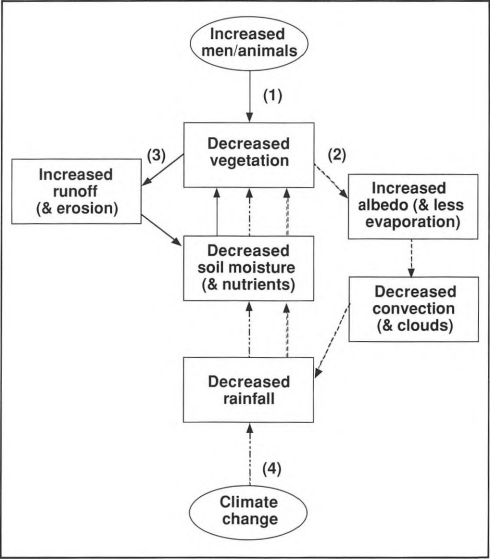 Increased
men/animals
(1)
Decreased
vegetation
(3)
(2)
Increased
runoff
(& erosion)
Increased
albedo (& less
evaporation)
Decreased
soil moisture
(& nutrients)
Decreased
convection
(& clouds)
Decreased
rainfall
(4)
Climate
change